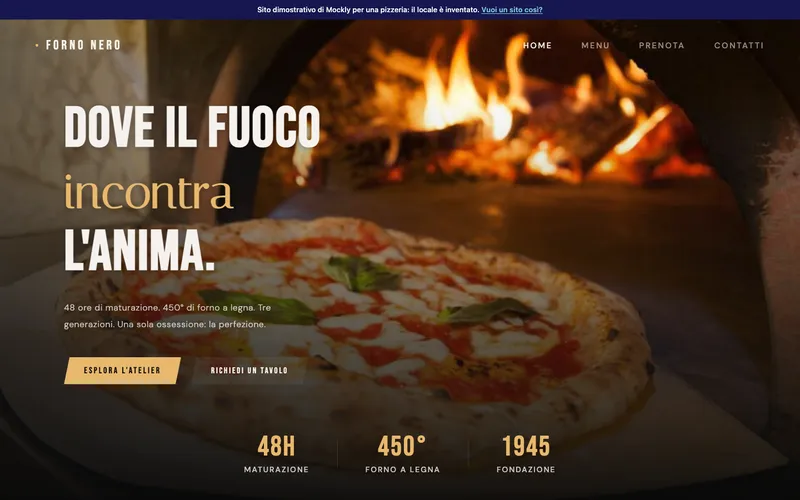 Sito dimostrativo di Mockly per una pizzeria: il locale è inventato. Vuoi un sito così?
FORNO NERO
HOME
MENU
PRENOTA
CONTATTI
DOVE IL FUOCO
incontra
L'ANIMA.
48 ore di maturazione. 450° di forno a legna. Tre
generazioni. Una sola ossessione: la perfezione.
ESPLORA L'ATELIER
RICHIEDI UN TAVOLO
48H
MATURAZIONE
450°
FORNO A LEGNA
1945
FONDAZIONE